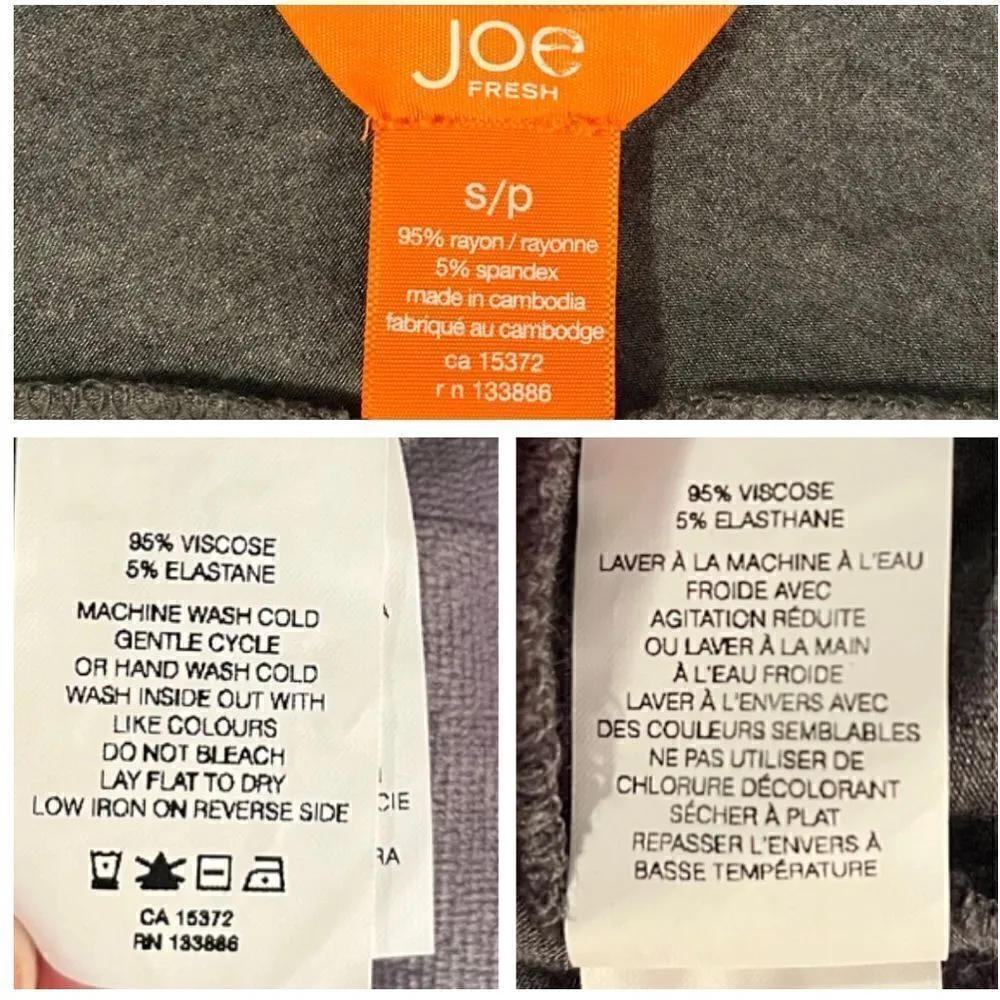 JOe
FRESH
s/p
95% rayon / rayonne
5% spandex
made in cambodia
fabriqué au cambodge
ca 15372
rn 133886
95% VISCOSE
5% ELASTANE
MACHINE WASH COLD
GENTLE CYCLE
OR HAND WASH COLD
WASH INSIDE OUT WITH
LIKE COLOURS
DO NOT BLEACH
LAY FLAT TO DRY
LOW IRON ON REVERSE SIDE
CA 15372
RN 133886
CIE
RA
95% VISCOSE
5% ELASTHANE
LAVER À LA MACHINE À L'EAU
FROIDE AVEC
AGITATION RÉDUITE
OU LAVER À LA MAIN
À L'EAU FROIDE
LAVER À L'ENVERS AVEC
DES COULEURS SEMBLABLES
NE PAS UTILISER DE
CHLORURE DÉCOLORANT
SÉCHER À PLAT
REPASSER L'ENVERS À
BASSE TEMPÉRATURE